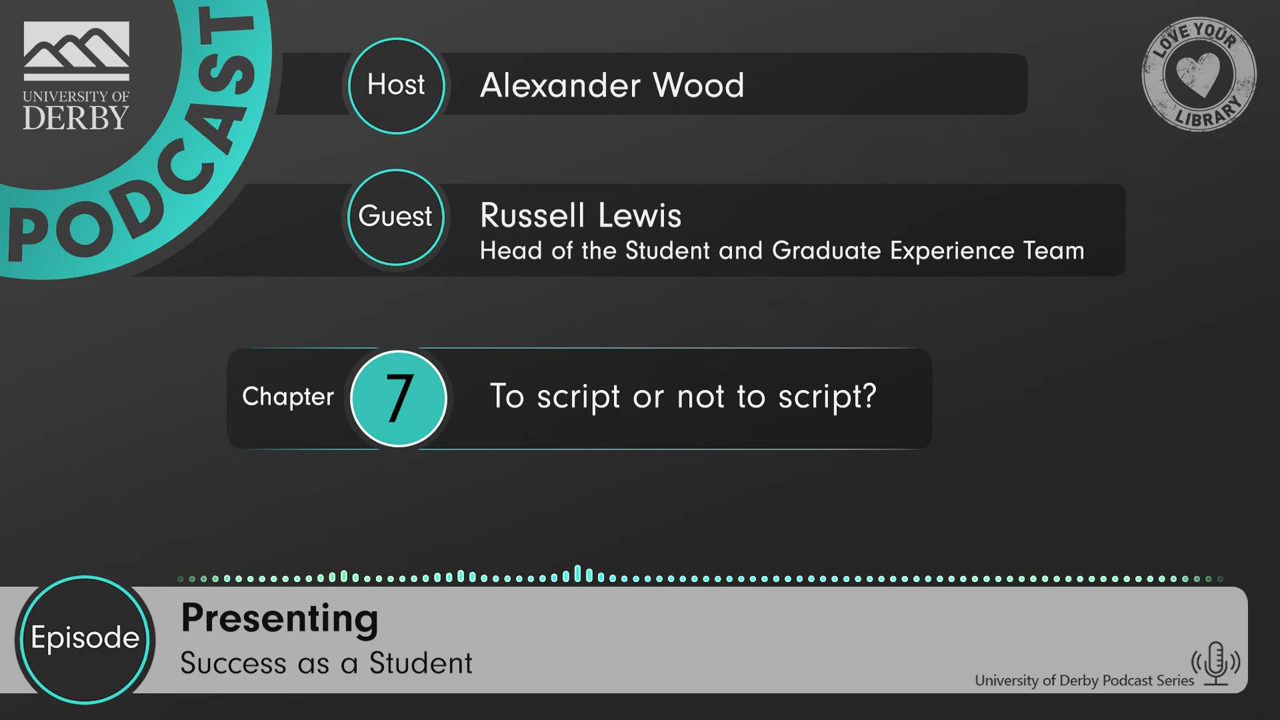 UNIVERSITY OF
DERBY
PODCAST
Host
Alexander Wood
LOVE YOUR
LIBRARY
Guest
Russell Lewis
Head of the Student and Graduate Experience Team
Chapter
7
To script or not to script?
Episode
Presenting
Success as a Student
University of Derby Podcast Series